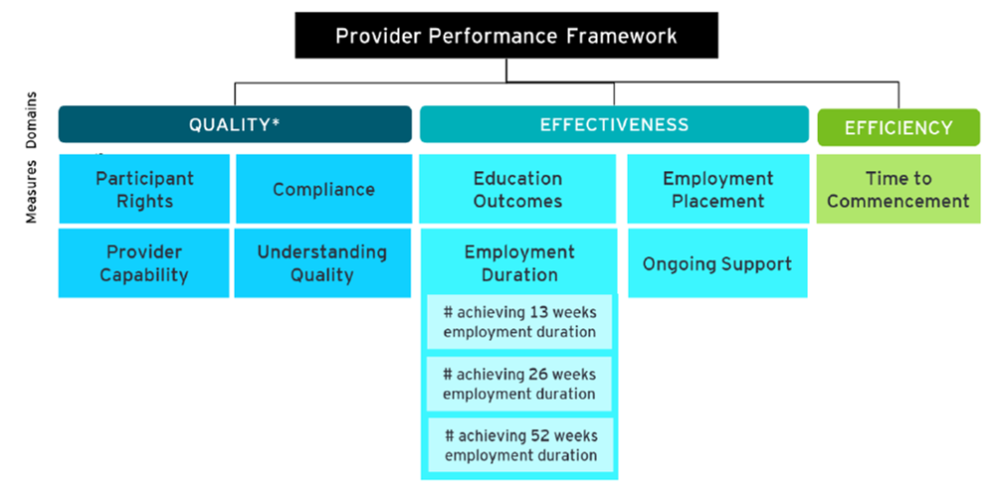 Provider Performance Framework
Domains
QUALITY*
EFFECTIVENESS
EFFICIENCY
Measures
Participant
Rights
Compliance
Education
Outcomes
Employment
Placement
Time to
Commencement
Provider
Capability
Understanding
Quality
Employment
Duration
Ongoing Support
# achieving 13 weeks
employment duration
# achieving 26 weeks
employment duration
# achieving 52 weeks
employment duration